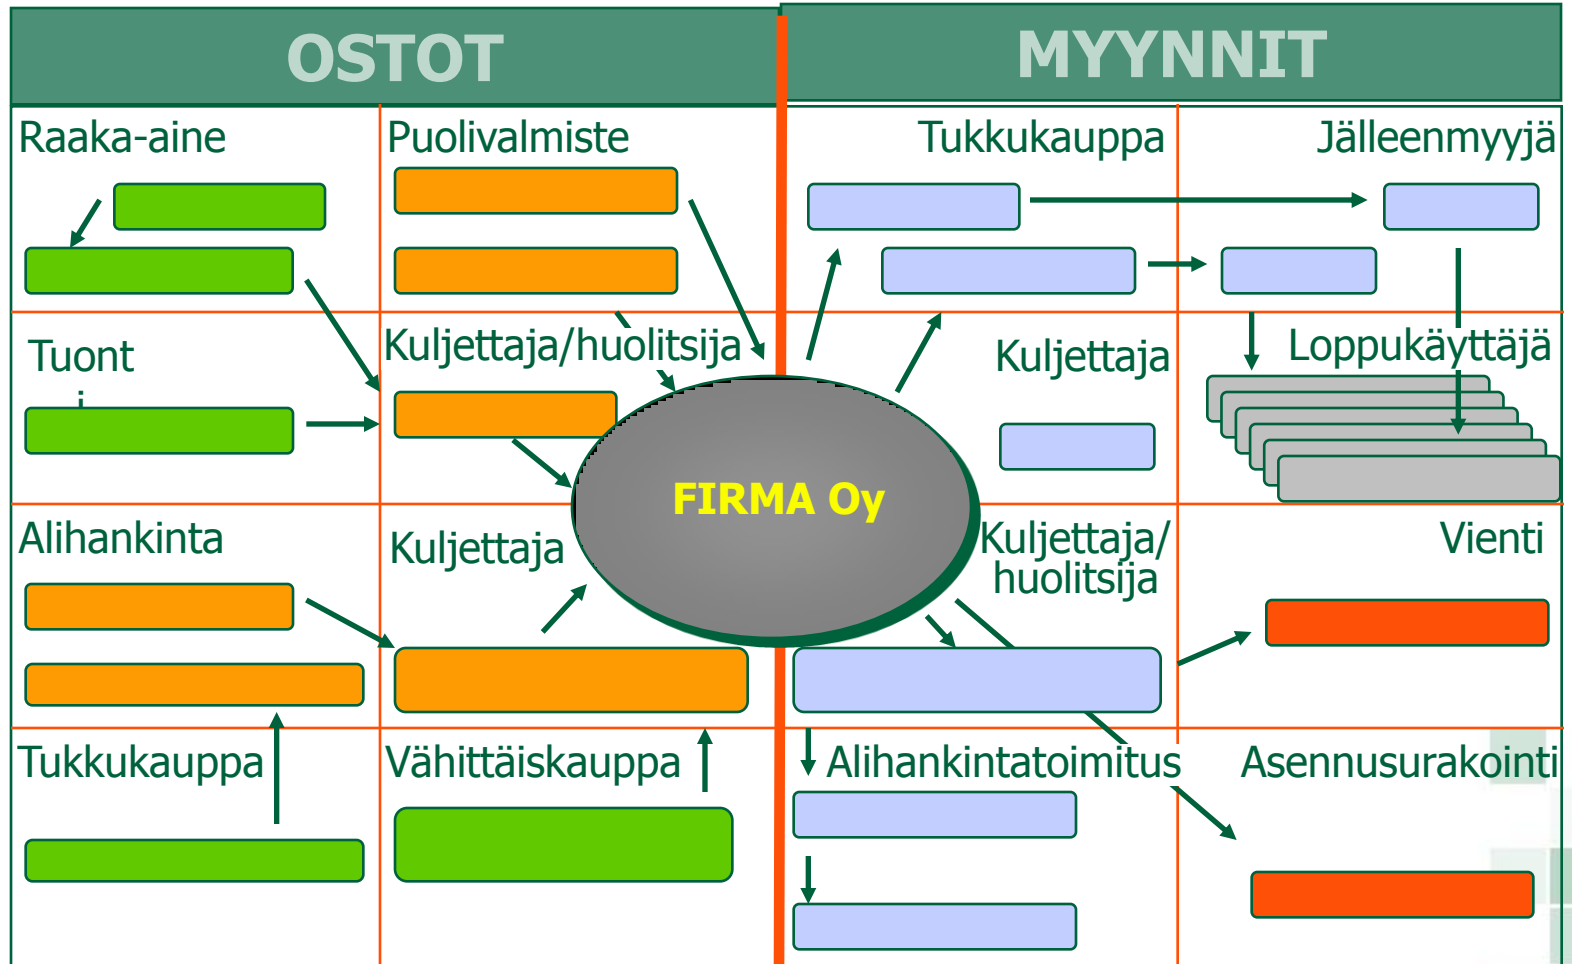 OSTOT
MYYNNIT
Raaka-aine
Puolivalmiste
Tukkukauppa
Jälleenmyyjä
Tuont
i
Kuljettaja/huolitsija
Kuljettaja
Loppukäyttäjä
FIRMA Oy
Alihankinta
Kuljettaja
Kuljettaja/
huolitsija
Vienti
Tukkukauppa
Vähittäiskauppa
Alihankintatoimitus
Asennusurakointi